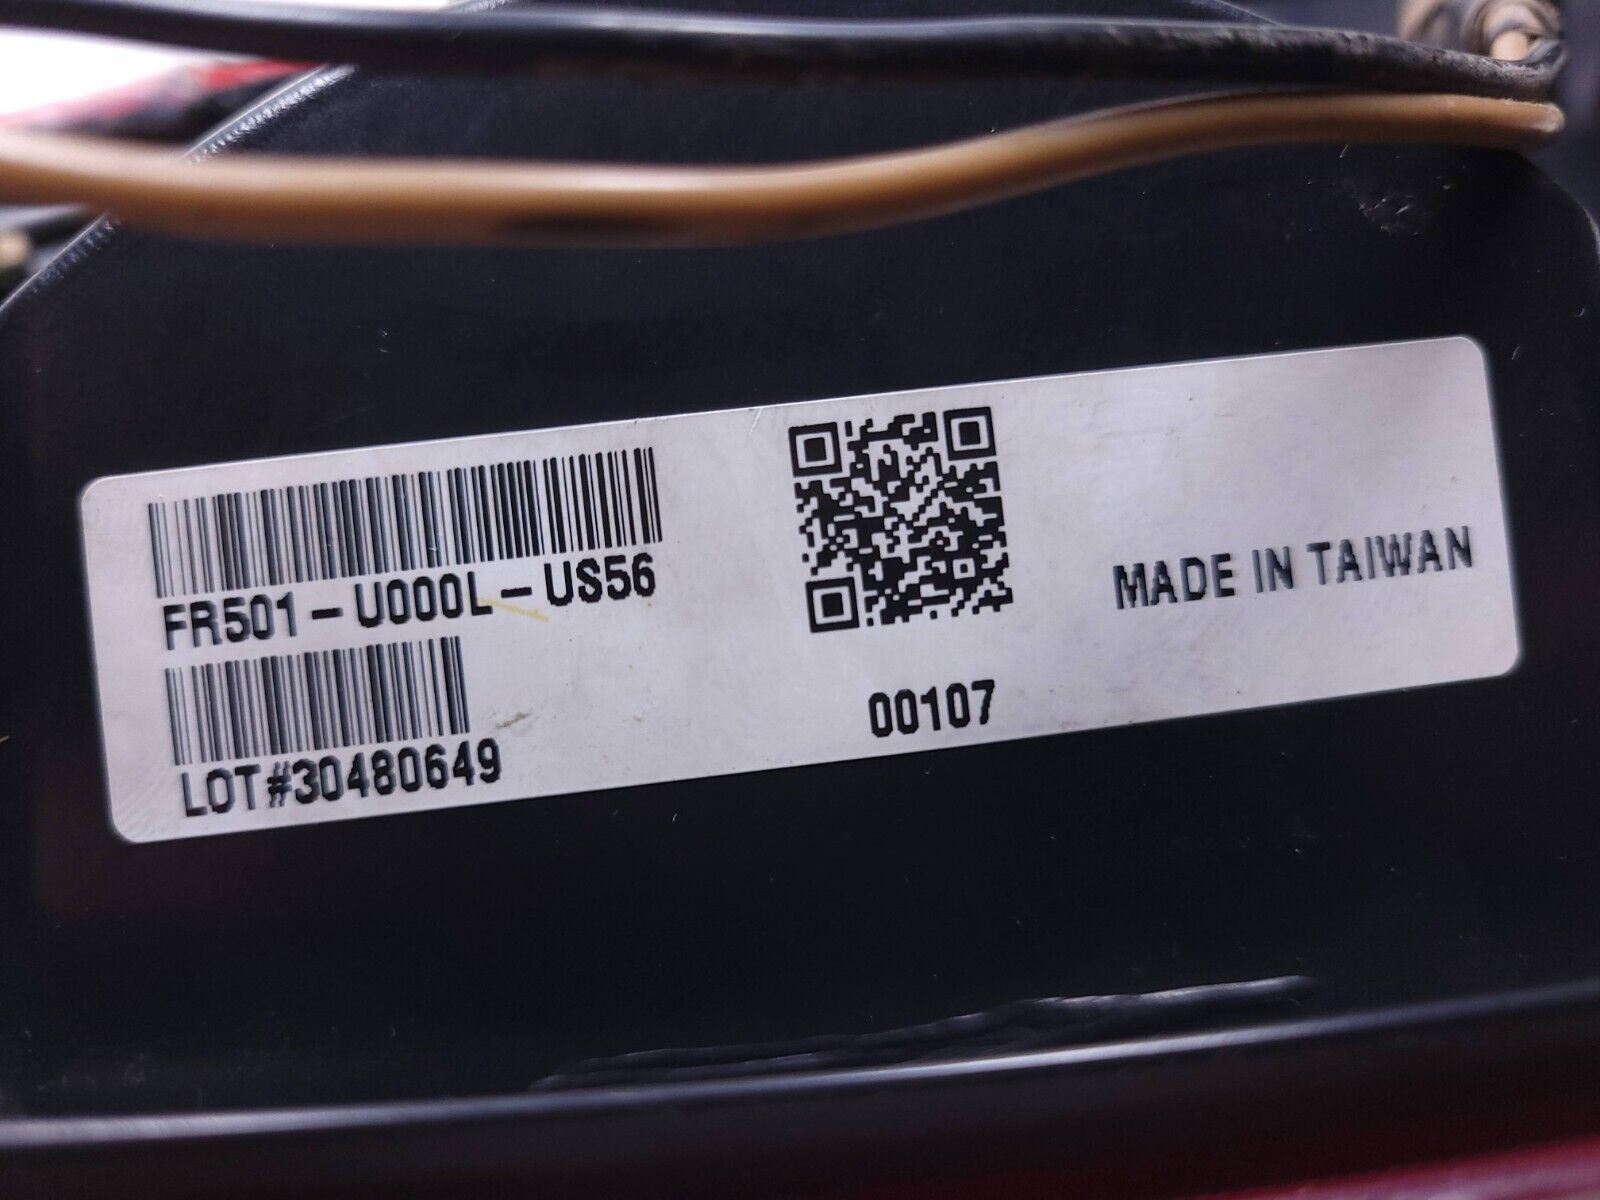 FR501-U000L-US56
LOT#30480649
00107
MADE IN TAIWAN